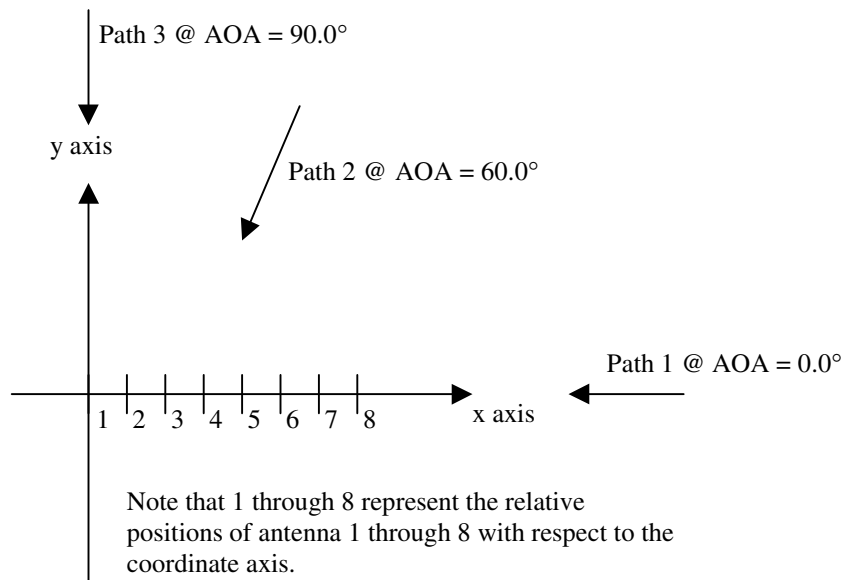 Path 3 @ AOA = 90.0°
y axis
Path 2 @ AOA = 60.0°
Path 1 @ AOA = 0.0°
1 2 3 4 5 6 7 8
x axis
Note that 1 through 8 represent the relative
positions of antenna 1 through 8 with respect to the
coordinate axis.